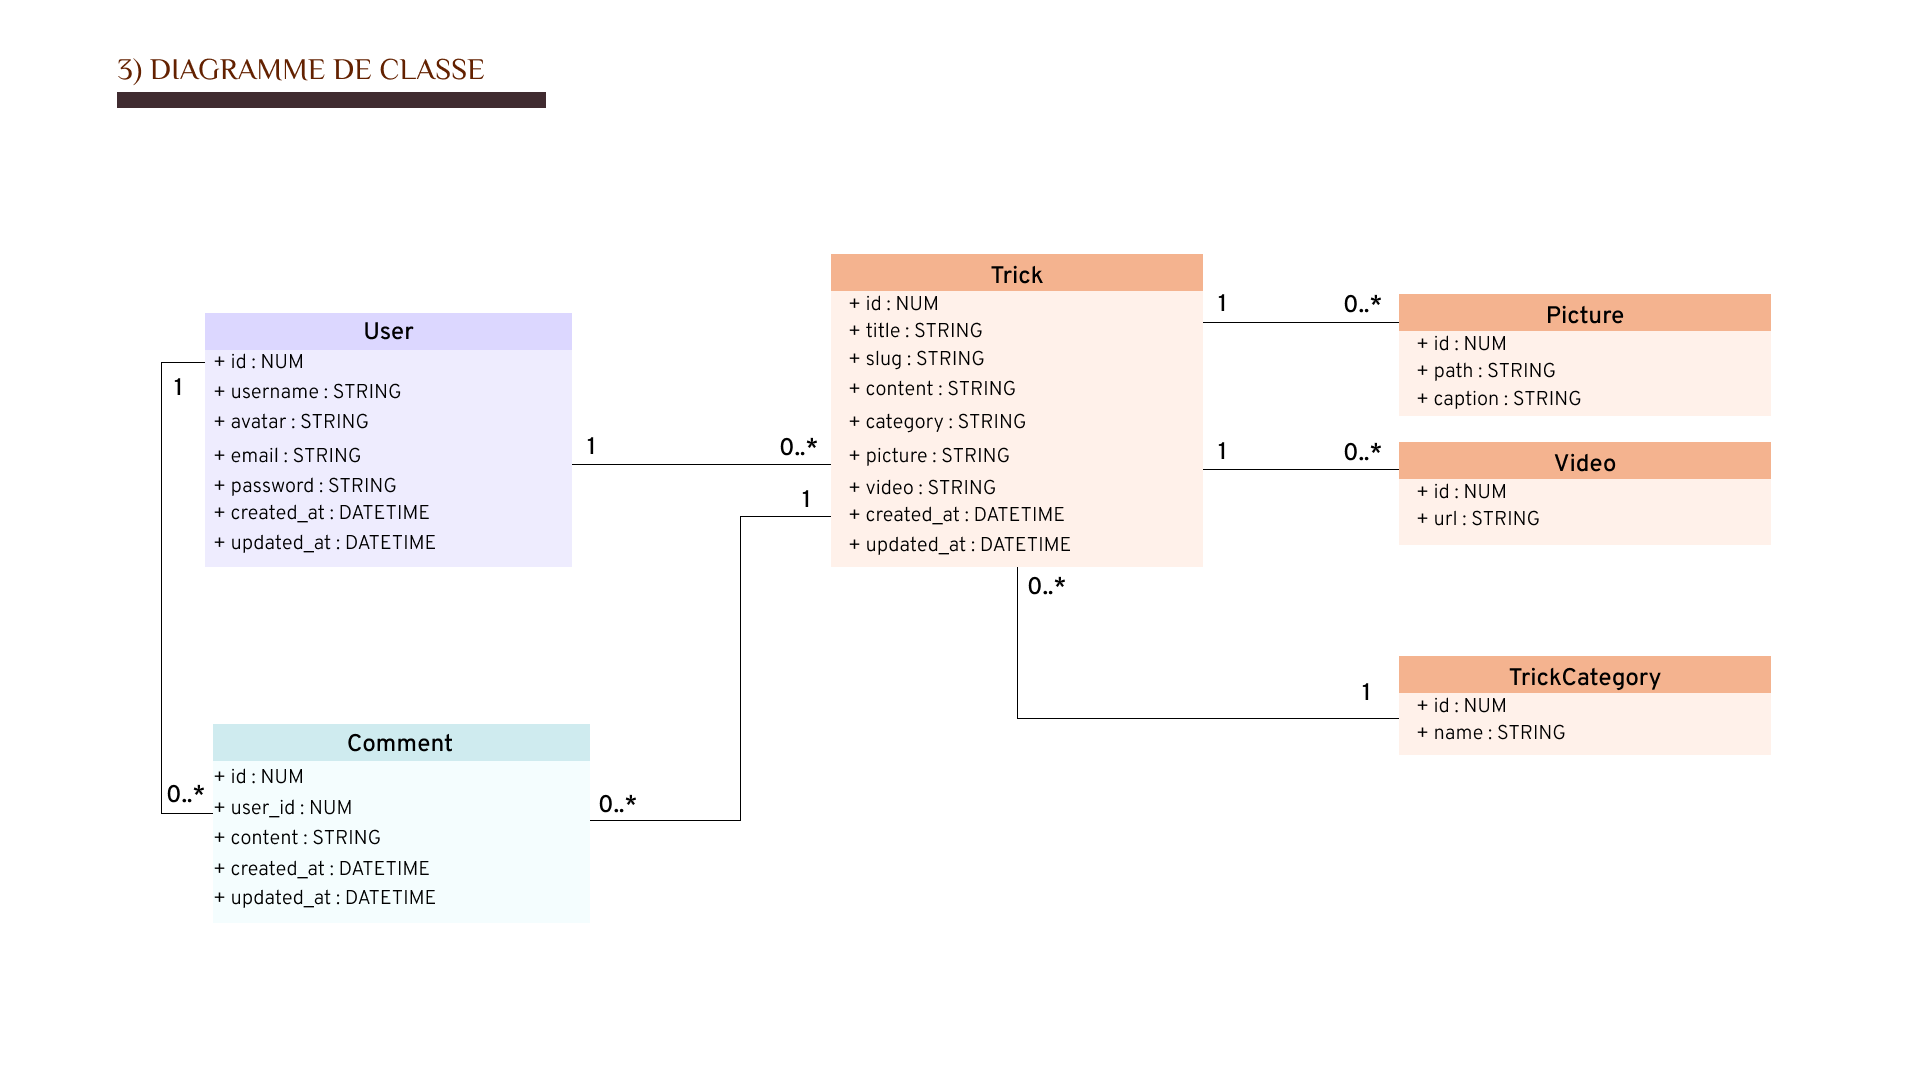 3) DIAGRAMME DE CLASSE
User
+ id : NUM
+ username : STRING
+ avatar : STRING
+ email : STRING
+ password : STRING
+ created_at : DATETIME
+ updated_at : DATETIME
1
0..*
1
0..*
1
0..*
Trick
+ id : NUM
+ title : STRING
+ slug : STRING
+ content : STRING
+ category : STRING
+ picture : STRING
+ video : STRING
+ created_at : DATETIME
+ updated_at : DATETIME
1
0..*
1
0..*
0..*
1
Picture
+ id : NUM
+ path : STRING
+ caption : STRING
Video
+ id : NUM
+ url : STRING
TrickCategory
+ id : NUM
+ name : STRING
Comment
+ id : NUM
+ user_id : NUM
+ content : STRING
+ created_at : DATETIME
+ updated_at : DATETIME